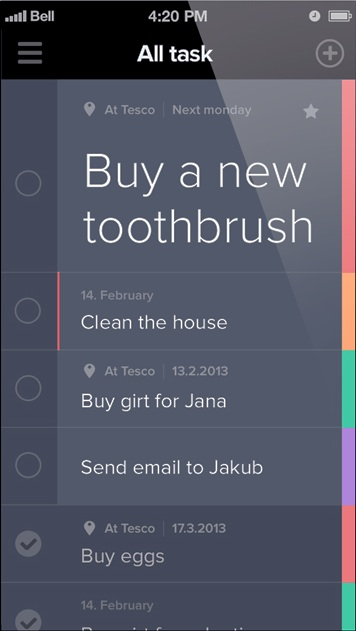 Bell 4:20 PM
All task
At Tesco Next monday
Buy a new
toothbrush
14. February
Clean the house
At Tesco 13.2.2013
Buy girt for Jana
Send email to Jakub
At Tesco 17.3.2013
Buy eggs
14. February